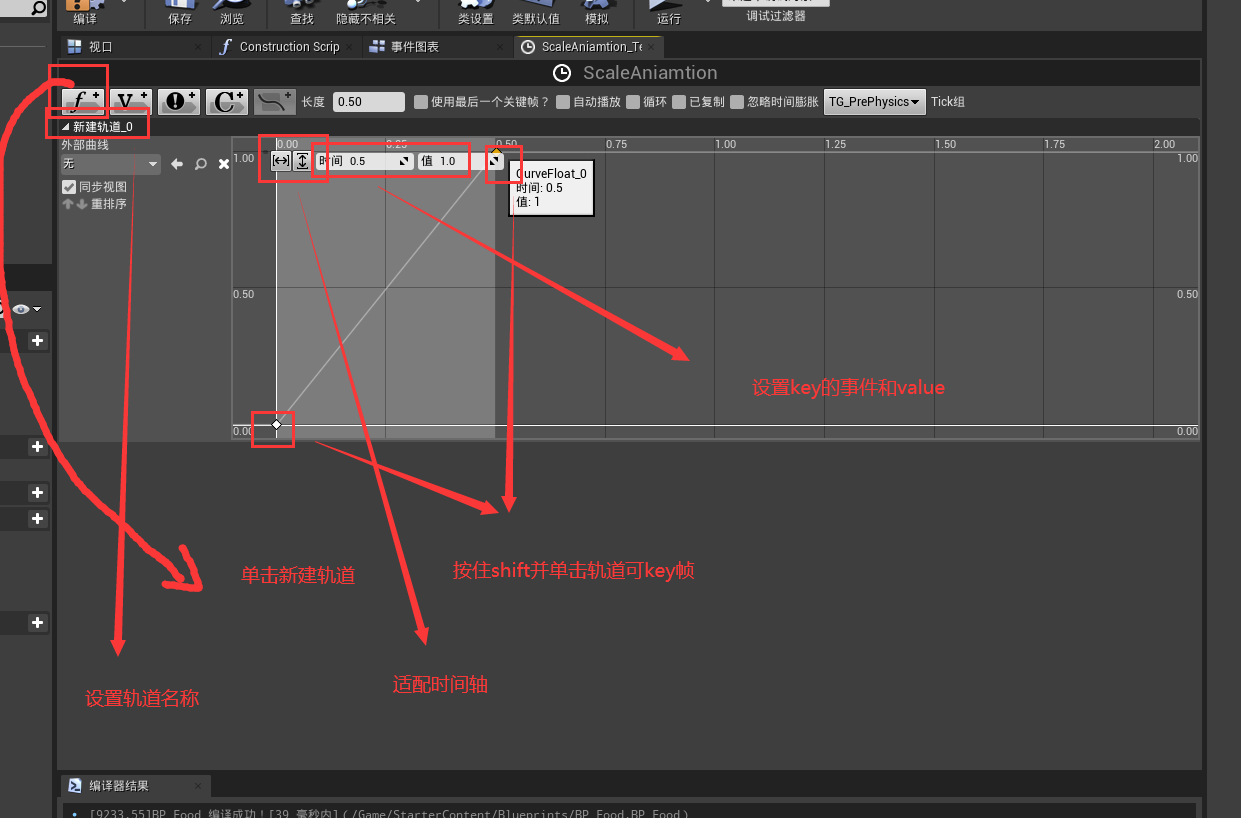 编译
保存
浏览
查找
隐藏不相关
类设置
类默认值
模拟
运行
调试过滤器
视口
Construction Scrip
事件图表
ScaleAniamtion_Te
ScaleAniamtion
长度 0.50 使用最后一个关键帧？ 自动播放 循环 已复制 忽略时间膨胀 TG_PrePhysics Tick组
新建轨道_0
外部曲线
无
同步视图
重排序
0.00 0.25 0.50 0.75 1.00 1.25 1.50 1.75 2.00
1.00 1.00
时间 0.5 值 1.0
CurveFloat_0
时间: 0.5
值: 1
0.50 0.50
0.00 0.00
设置key的事件和value
单击新建轨道
按住shift并单击轨道可key帧
适配时间轴
设置轨道名称
编译器结果
[9233.55]BP_Food 编译成功！[39 毫秒内]（/Game/StarterContent/Blueprints/BP_Food.BP_Food）